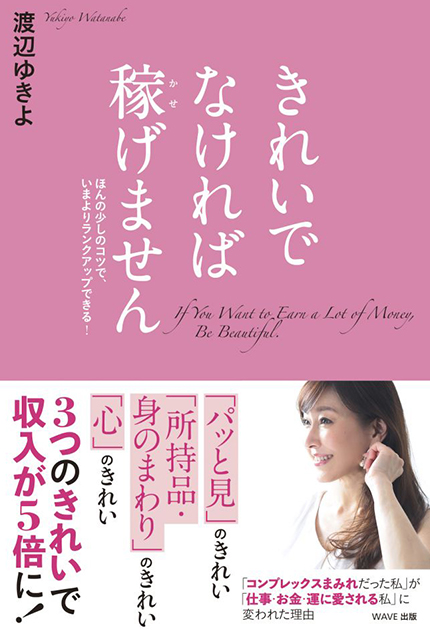 渡辺ゆきよ
Yukiyo Watanabe
きれいで
なければ
稼げません
かせ
ほんの少しのコツで、
いまよりランクアップできる!
If You Want to Earn a Lot of Money,
Be Beautiful.
「パッと見」のきれい
「所持品・
身のまわり」のきれい
「心」のきれい
3つのきれいで
収入が5倍に!
「コンプレックスまみれだった私」が
「仕事・お金・運に愛される私」に
変われた理由
WAVE 出版